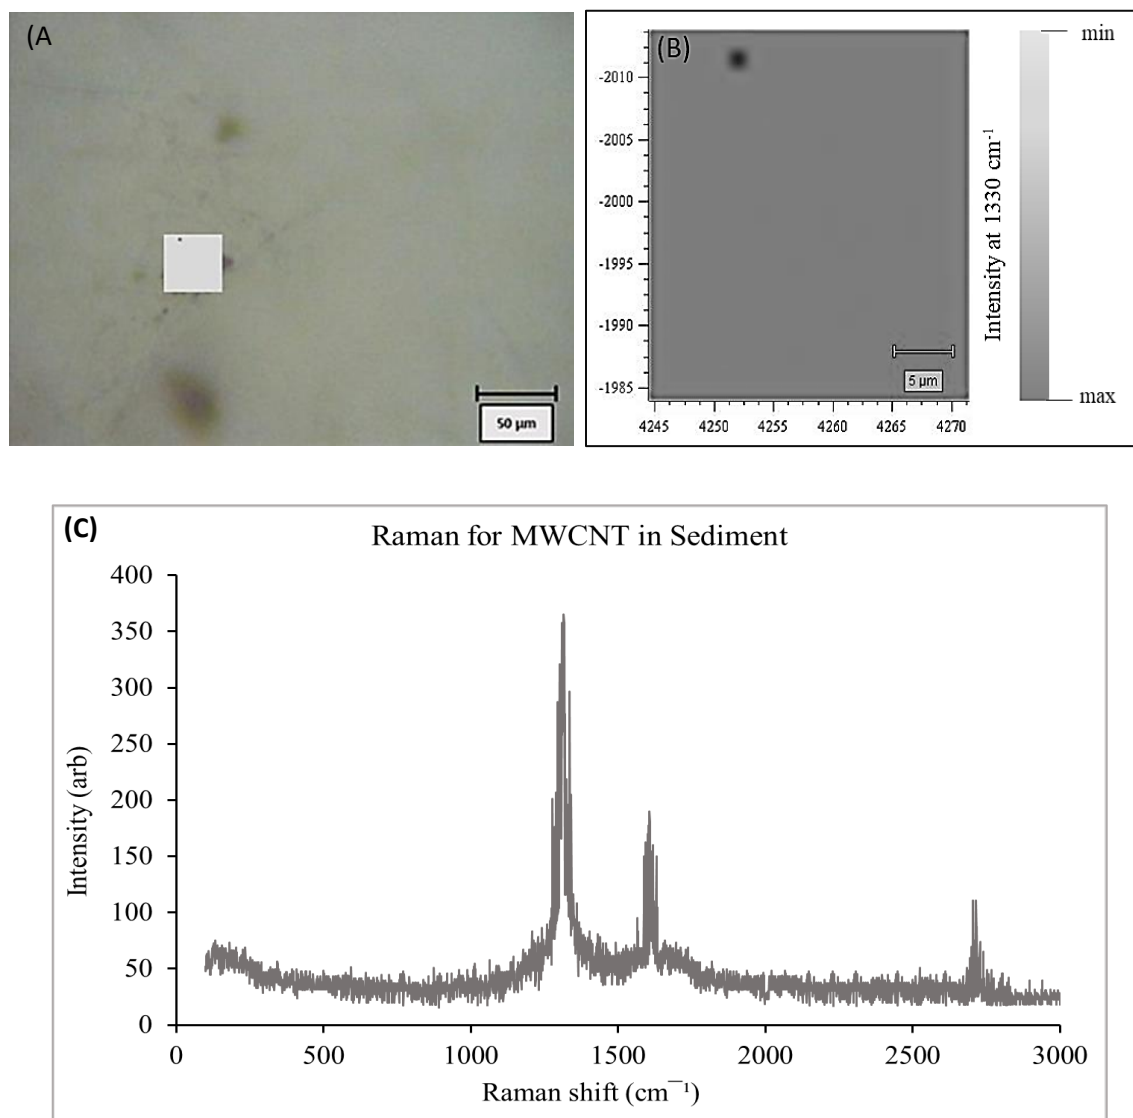 (A
50 µm
(B)
-2010
-2005
-2000
-1995
-1990
-1985
4245 4250 4255 4260 4265 4270
5 µm
Intensity at 1330 cm-1
min
max
(C)
Raman for MWCNT in Sediment
400
350
300
250
200
150
100
50
0
Intensity (arb)
0 500 1000 1500 2000 2500 3000
Raman shift (cm¯¹)